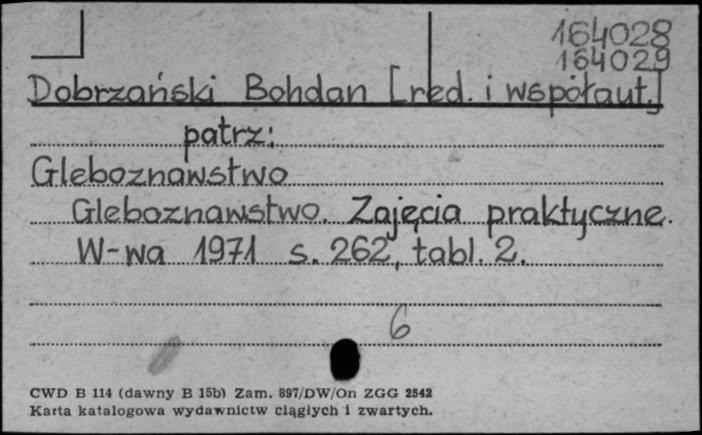 164028
164029
Dobrzański Bohdan [red. i współaut.]
patrz:
Gleboznawstwo
Gleboznawstwo. Zajęcia praktyczne.
W-wa 1971 s. 262, tabl. 2.
6
CWD B 114 (dawny B 15b) Zam. 897/DW/On ZGG 2542
Karta katalogowa wydawnictw ciągłych i zwartych.